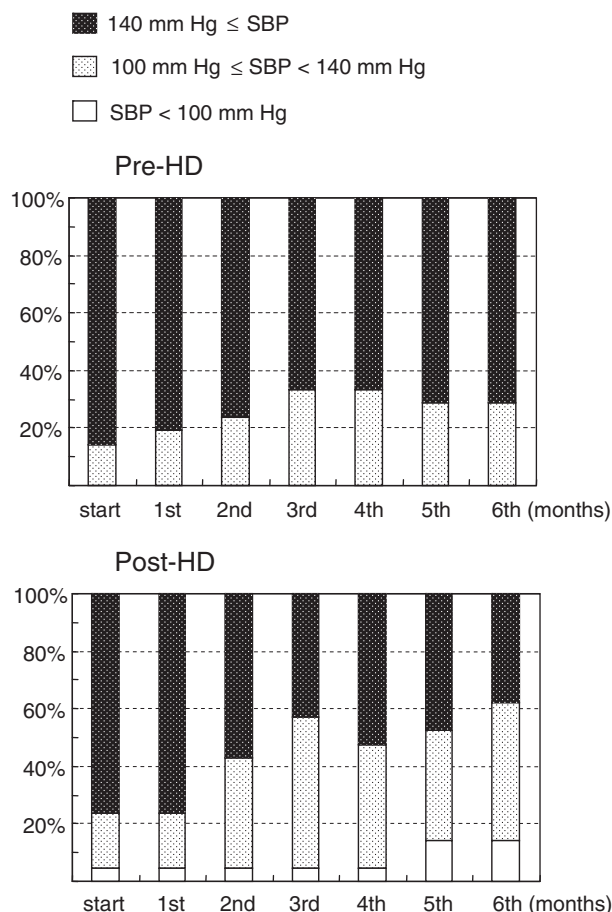 140 mm Hg ≤ SBP
100 mm Hg ≤ SBP < 140 mm Hg
SBP < 100 mm Hg
Pre-HD
100%
80%
60%
40%
20%
start 1st 2nd 3rd 4th 5th 6th (months)
Post-HD
100%
80%
60%
40%
20%
start 1st 2nd 3rd 4th 5th 6th (months)